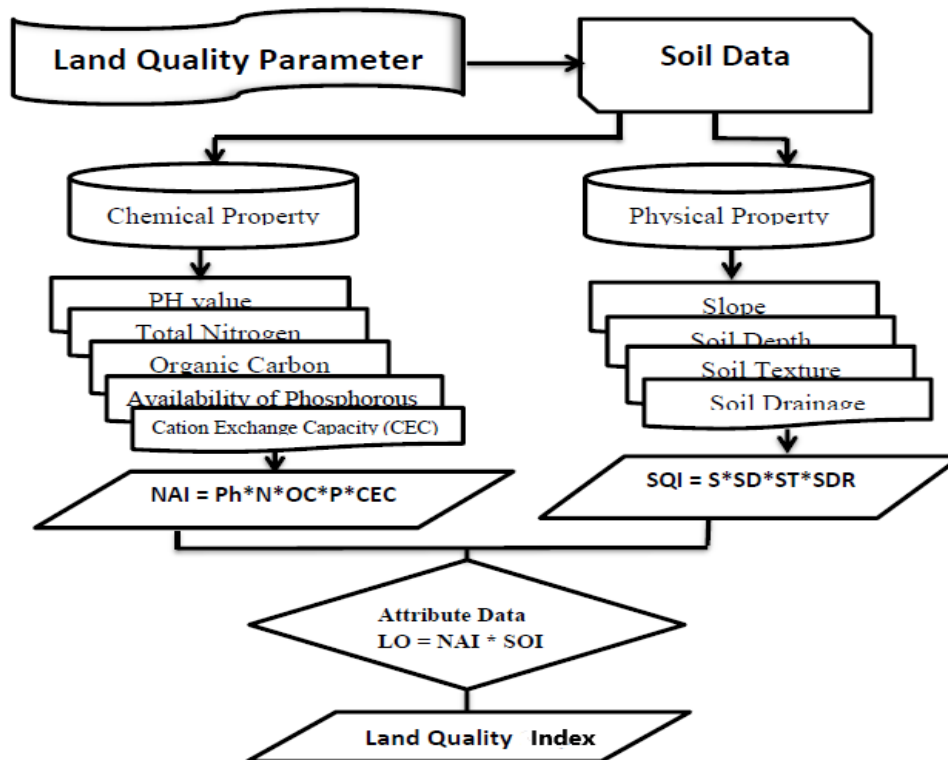 Land Quality Parameter
Soil Data
Chemical Property
Physical Property
PH value
Total Nitrogen
Organic Carbon
Availability of Phosphorous
Cation Exchange Capacity (CEC)
Slope
Soil Depth
Soil Texture
Soil Drainage
NAI = Ph*N*OC*P*CEC
SQI = S*SD*ST*SDR
Attribute Data
LO = NAI * SOI
Land Quality Index